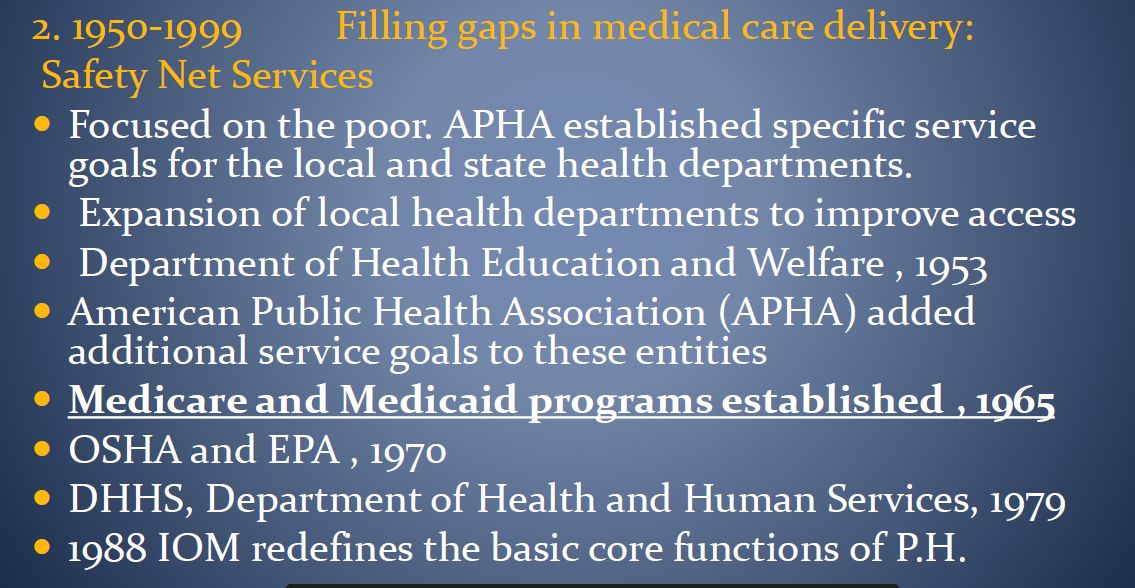 2. 1950-1999 Filling gaps in medical care delivery:
Safety Net Services
• Focused on the poor. APHA established specific service
goals for the local and state health departments.
• Expansion of local health departments to improve access
• Department of Health Education and Welfare , 1953
• American Public Health Association (APHA) added
additional service goals to these entities
• Medicare and Medicaid programs established , 1965
• OSHA and EPA , 1970
• DHHS, Department of Health and Human Services, 1979
• 1988 IOM redefines the basic core functions of P.H.